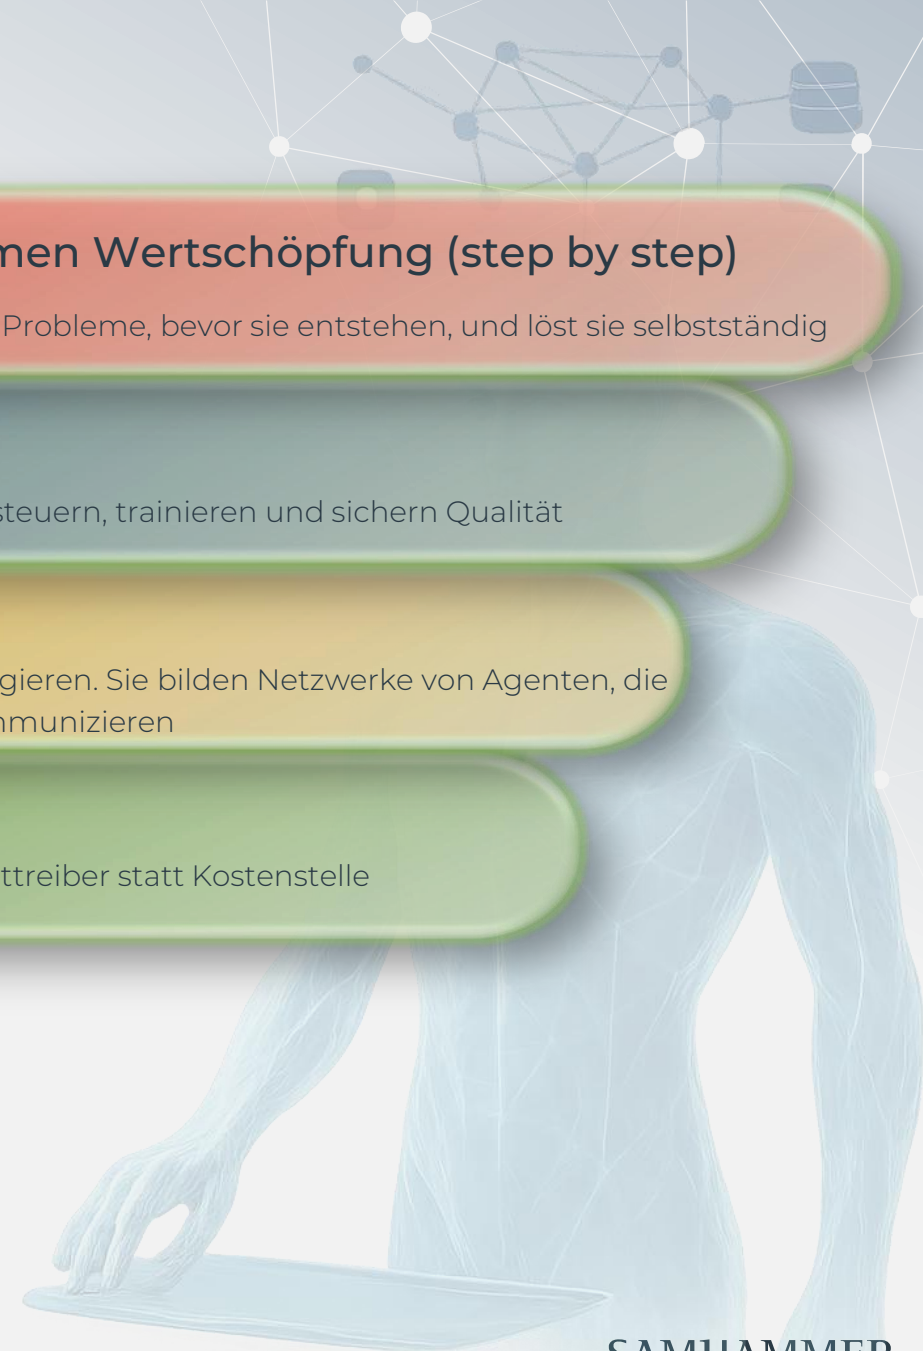 men Wertschöpfung (step by step)
Probleme, bevor sie entstehen, und löst sie selbstständig
steuern, trainieren und sichern Qualität
gieren. Sie bilden Netzwerke von Agenten, die
mmunizieren
ttreiber statt Kostenstelle
SAMHAMMER